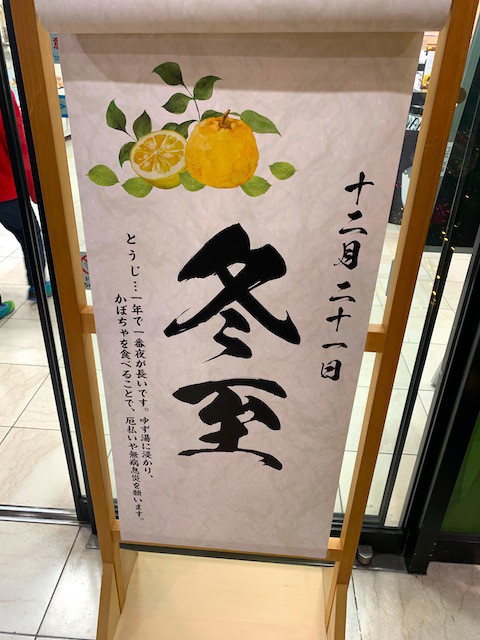 十二月二十一日
冬至
とうじ…一年で一番夜が長いです。ゆず湯に浸かり、
かぼちゃを食べることで、厄払いや無病息災を願います。